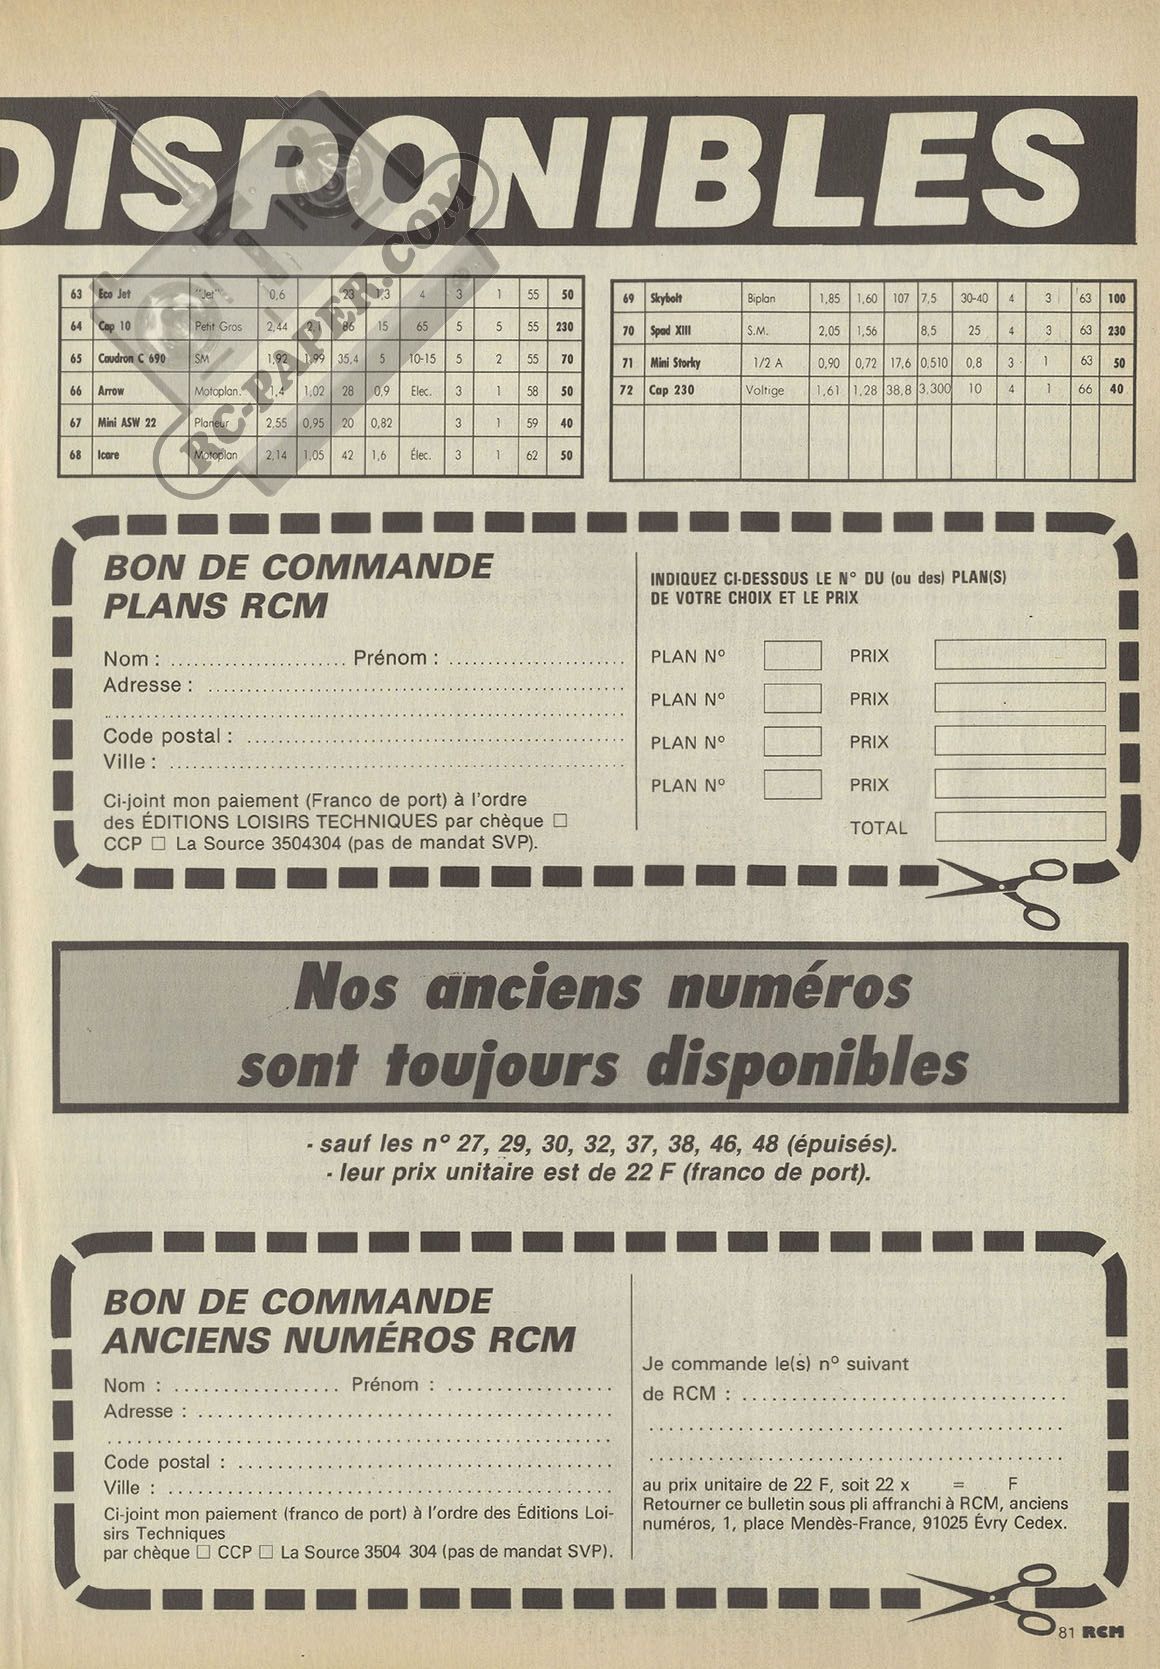 DISPONIBLES
63 Eco Jet "Jet" 0,6 23 1,3 4 3 1 55 50
64 Cap 10 Petit Gros 2,44 2,1 86 15 65 5 5 55 230
65 Caudron C 690 SM 1,92 1,99 35,4 5 10-15 5 2 55 70
66 Arrow Motoplan. 1,4 1,02 28 0,9 Élec. 3 1 58 50
67 Mini ASW 22 Planeur 2,55 0,95 20 0,82 3 1 59 40
68 Icare Motoplan 2,14 1,05 42 1,6 Élec. 3 1 62 50
69 Skybolt Biplan 1,85 1,60 107 7,5 30-40 4 3 63 100
70 Spad XIII S.M. 2,05 1,56 8,5 25 4 3 63 230
71 Mini Storky 1/2 A 0,90 0,72 17,6 0,510 0,8 3 1 63 50
72 Cap 230 Voltige 1,61 1,28 38,8 3,300 10 4 1 66 40
RC-PAPER.COM
BON DE COMMANDE
PLANS RCM
Nom : ...................... Prénom : ......................
Adresse : ......................
......................
Code postal : ......................
Ville : ......................
Ci-joint mon paiement (Franco de port) à l'ordre
des ÉDITIONS LOISIRS TECHNIQUES par chèque □
CCP □ La Source 3504304 (pas de mandat SVP).
INDIQUEZ CI-DESSOUS LE N° DU (ou des) PLAN(S)
DE VOTRE CHOIX ET LE PRIX
PLAN N° PRIX
PLAN N° PRIX
PLAN N° PRIX
PLAN N° PRIX
TOTAL
Nos anciens numéros
sont toujours disponibles
- sauf les n° 27, 29, 30, 32, 37, 38, 46, 48 (épuisés).
- leur prix unitaire est de 22 F (franco de port).
BON DE COMMANDE
ANCIENS NUMÉROS RCM
Nom : ................. Prénom : .................
Adresse : ......................
......................
Code postal : ......................
Ville : ......................
Ci-joint mon paiement (franco de port) à l'ordre des Éditions Loi-
sirs Techniques
par chèque □ CCP □ La Source 3504 304 (pas de mandat SVP).
Je commande le(s) n° suivant
de RCM : ......................
......................
......................
au prix unitaire de 22 F, soit 22 x = F
Retourner ce bulletin sous pli affranchi à RCM, anciens
numéros, 1, place Mendès-France, 91025 Évry Cedex.
81 RCM